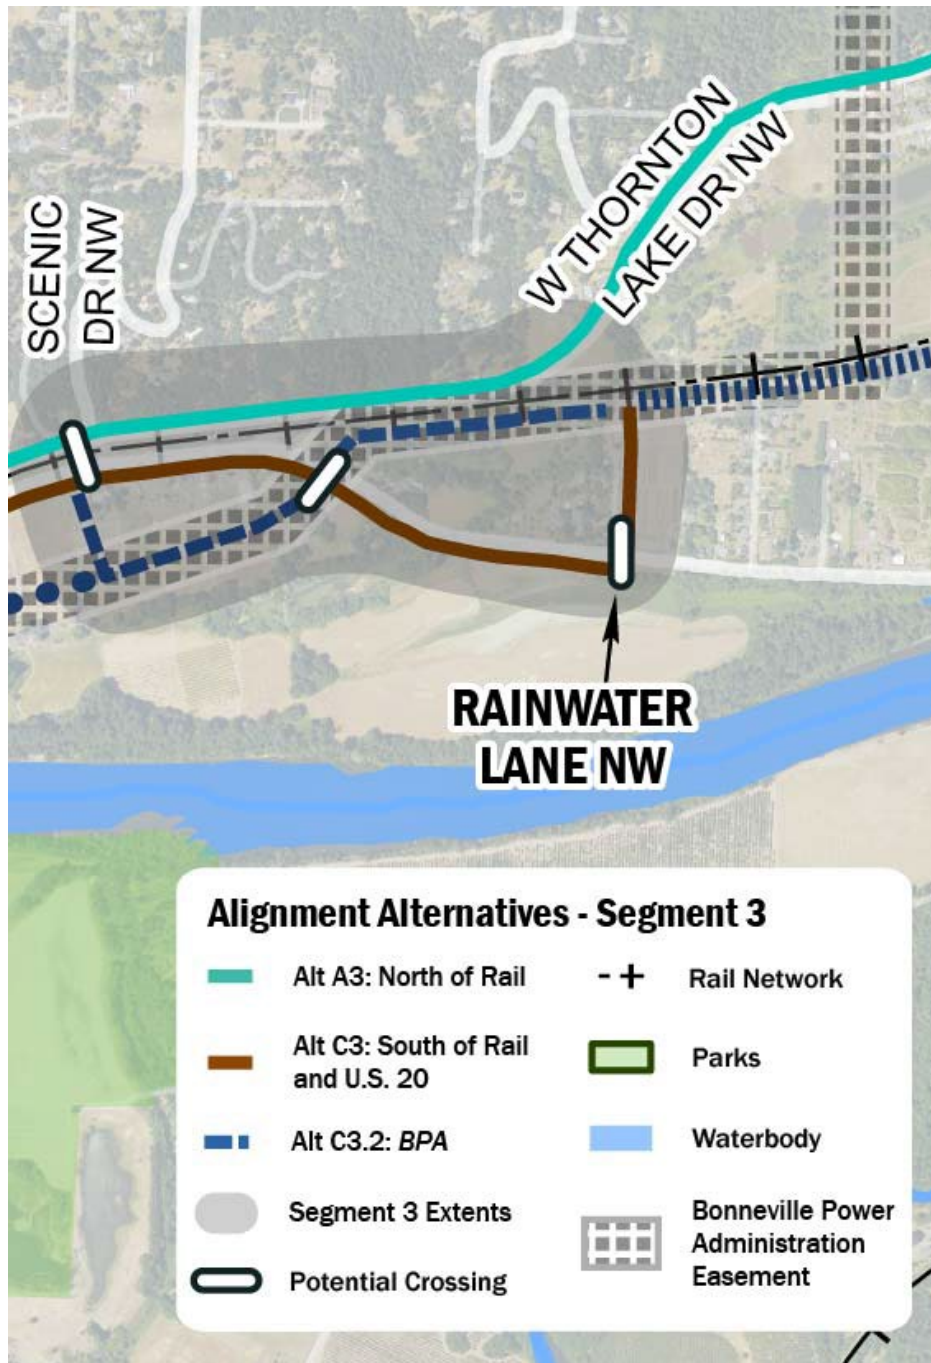 SCENIC
DR NW
W THORNTON
LAKE DR NW
RAINWATER
LANE NW
Alignment Alternatives - Segment 3
Alt A3: North of Rail
Alt C3: South of Rail
and U.S. 20
Alt C3.2: BPA
Segment 3 Extents
Potential Crossing
Rail Network
Parks
Waterbody
Bonneville Power
Administration
Easement